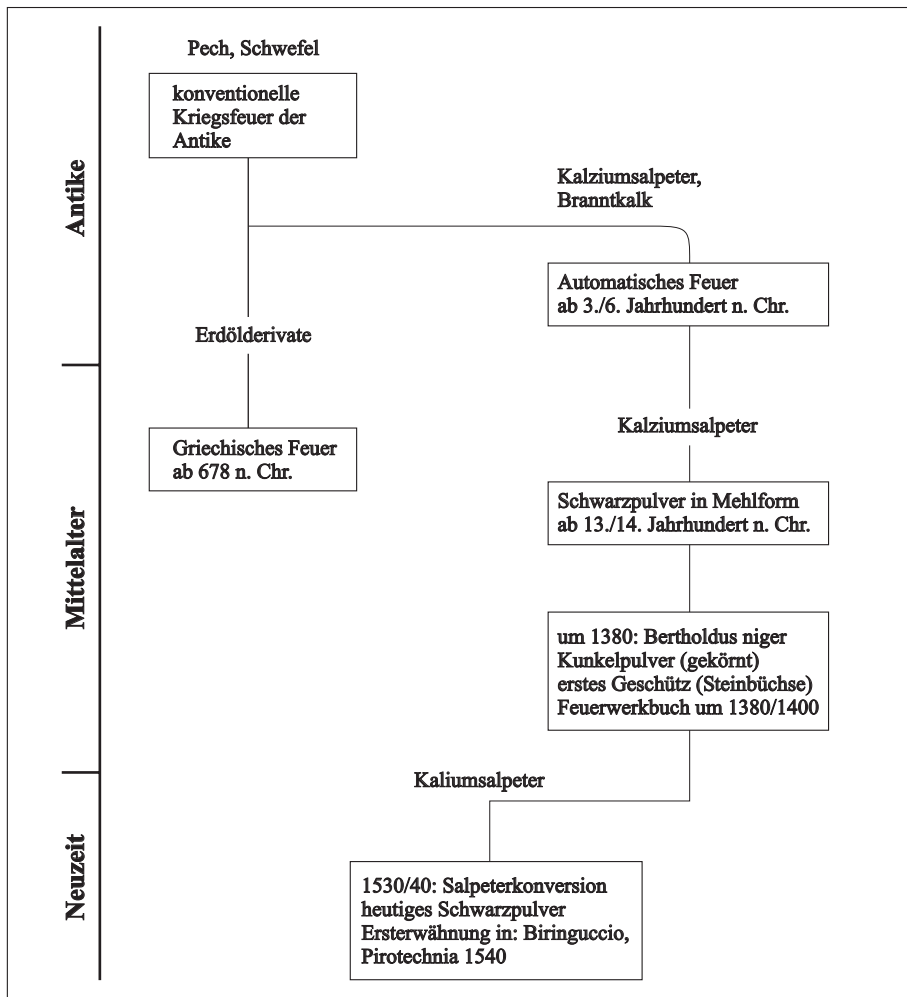 Pech, Schwefel
konventionelle
Kriegsfeuer der
Antike
Antike
Kalziumsalpeter,
Branntkalk
Automatisches Feuer
ab 3./6. Jahrhundert n. Chr.
Erdölderivate
Kalziumsalpeter
Griechisches Feuer
ab 678 n. Chr.
Mittelalter
Schwarzpulver in Mehlform
ab 13./14. Jahrhundert n. Chr.
um 1380: Bertholdus niger
Kunkelpulver (gekörnt)
erstes Geschütz (Steinbüchse)
Feuerwerkbuch um 1380/1400
Kaliumsalpeter
Neuzeit
1530/40: Salpeterkonversion
heutiges Schwarzpulver
Ersterwähnung in: Biringuccio,
Pirotechnia 1540